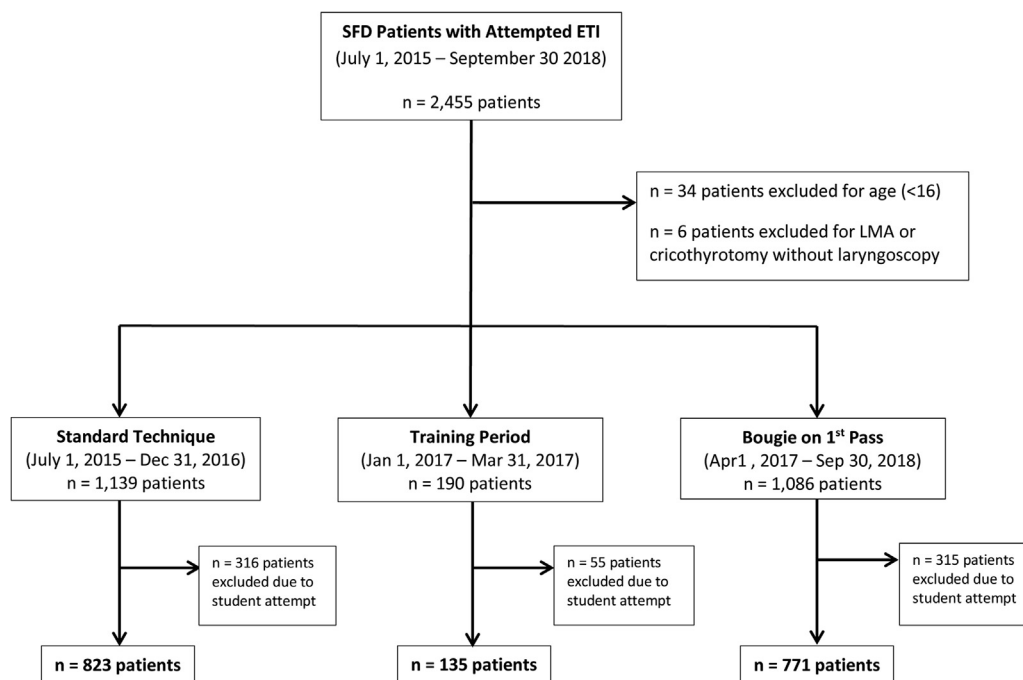 SFD Patients with Attempted ETI
(July 1, 2015 – September 30 2018)
n = 2,455 patients
n = 34 patients excluded for age (<16)
n = 6 patients excluded for LMA or
cricothyrotomy without laryngoscopy
Standard Technique
(July 1, 2015 – Dec 31, 2016)
n = 1,139 patients
Training Period
(Jan 1, 2017 – Mar 31, 2017)
n = 190 patients
Bougie on 1st Pass
(Apr1 , 2017 – Sep 30, 2018)
n = 1,086 patients
n = 316 patients
excluded due to
student attempt
n = 55 patients
excluded due to
student attempt
n = 315 patients
excluded due to
student attempt
n = 823 patients
n = 135 patients
n = 771 patients